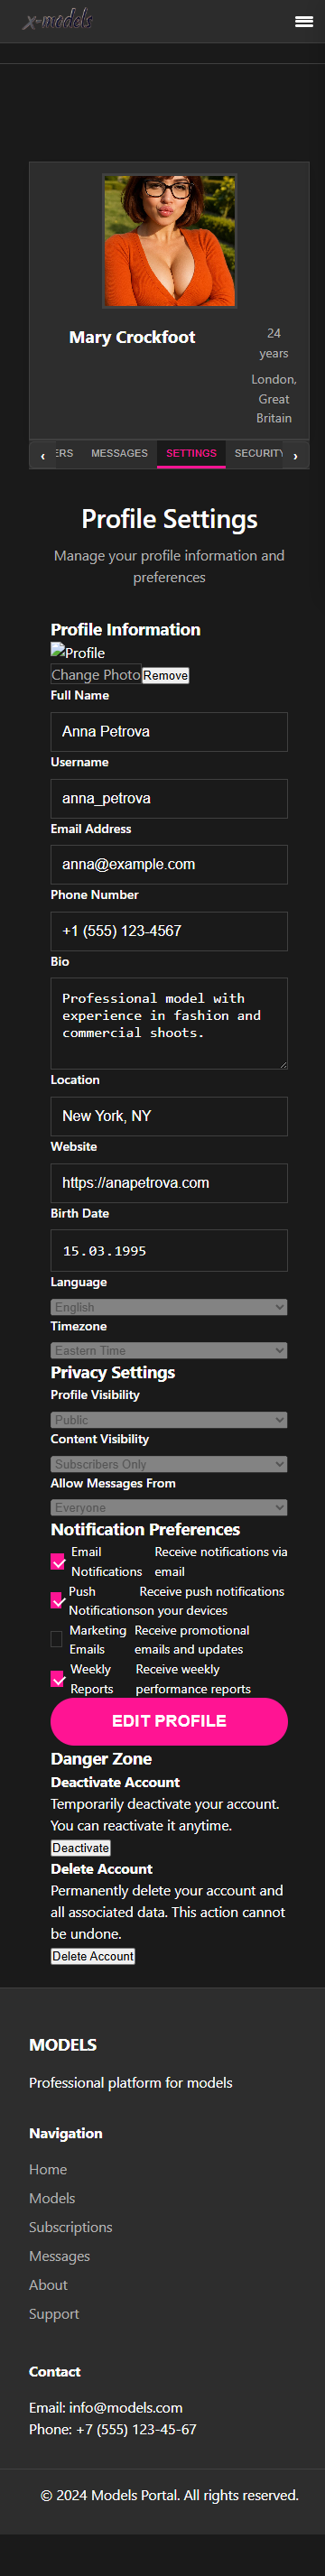 x-models
Mary Crockfoot
24
years
London,
Great
Britain
‹
ERS
MESSAGES
SETTINGS
SECURITY
›
Profile Settings
Manage your profile information and
preferences
Profile Information
Profile
Change Photo
Remove
Full Name
Anna Petrova
Username
anna_petrova
Email Address
anna@example.com
Phone Number
+1 (555) 123-4567
Bio
Professional model with
experience in fashion and
commercial shoots.
Location
New York, NY
Website
https://anapetrova.com
Birth Date
15.03.1995
Language
English
Timezone
Eastern Time
Privacy Settings
Profile Visibility
Public
Content Visibility
Subscribers Only
Allow Messages From
Everyone
Notification Preferences
Email
Notifications
Receive notifications via
email
Push
Notifications
Receive push notifications
on your devices
Marketing
Emails
Receive promotional
emails and updates
Weekly
Reports
Receive weekly
performance reports
EDIT PROFILE
Danger Zone
Deactivate Account
Temporarily deactivate your account.
You can reactivate it anytime.
Deactivate
Delete Account
Permanently delete your account and
all associated data. This action cannot
be undone.
Delete Account
MODELS
Professional platform for models
Navigation
Home
Models
Subscriptions
Messages
About
Support
Contact
Email: info@models.com
Phone: +7 (555) 123-45-67
© 2024 Models Portal. All rights reserved.